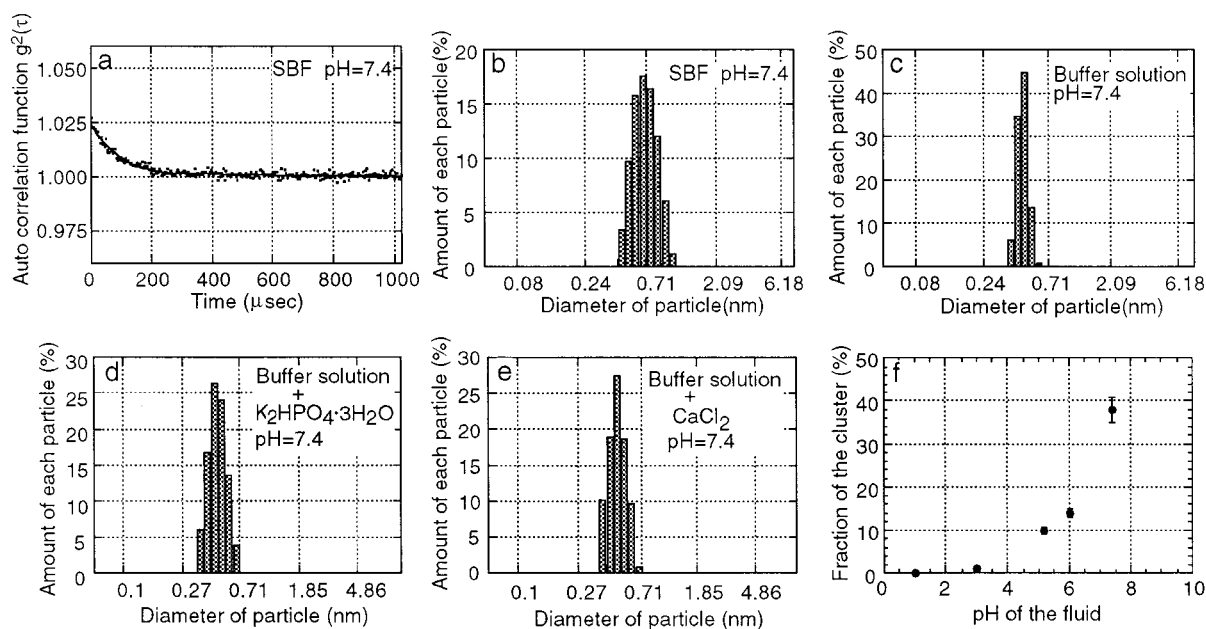 a
SBF pH=7.4
Auto correlation function g²(τ)
1.050
1.025
1.000
0.975
0 200 400 600 800 1000
Time (μsec)
b
SBF pH=7.4
Amount of each particle(%)
20
15
10
5
0
0.08 0.24 0.71 2.09 6.18
Diameter of particle(nm)
c
Buffer solution
pH=7.4
Amount of each particle (%)
50
40
30
20
10
0
0.08 0.24 0.71 2.09 6.18
Diameter of particle(nm)
d
Buffer solution
+
K₂HPO₄·3H₂O
pH=7.4
Amount of each particle (%)
30
25
20
15
10
5
0
0.1 0.27 0.71 1.85 4.86
Diameter of particle (nm)
e
Buffer solution
+
CaCl₂
pH=7.4
Amount of each particle (%)
30
25
20
15
10
5
0
0.1 0.27 0.71 1.85 4.86
Diameter of particle (nm)
f
Fraction of the cluster (%)
50
40
30
20
10
0
0 2 4 6 8 10
pH of the fluid